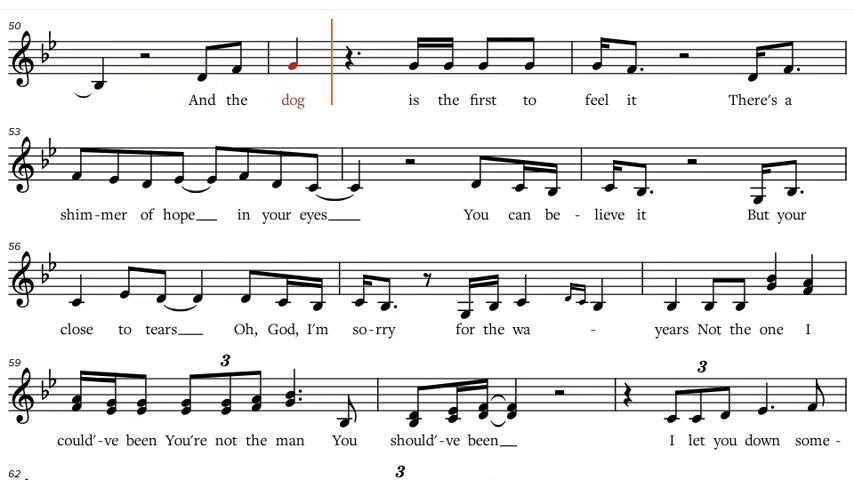 50
And the dog is the first to feel it There's a
53
shim-mer of hope in your eyes You can be - lieve it But your
56
close to tears Oh, God, I'm so-rry for the wa - years Not the one I
59
3
could'-ve been You're not the man You should'-ve been
3
I let you down some -
62
3